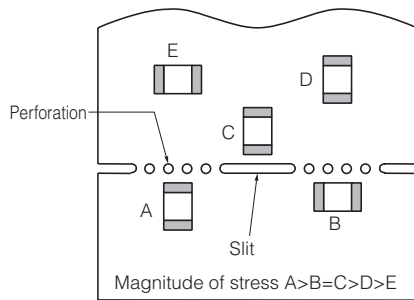 E
D
Perforation
C
A
B
Slit
Magnitude of stress A>B=C>D>E